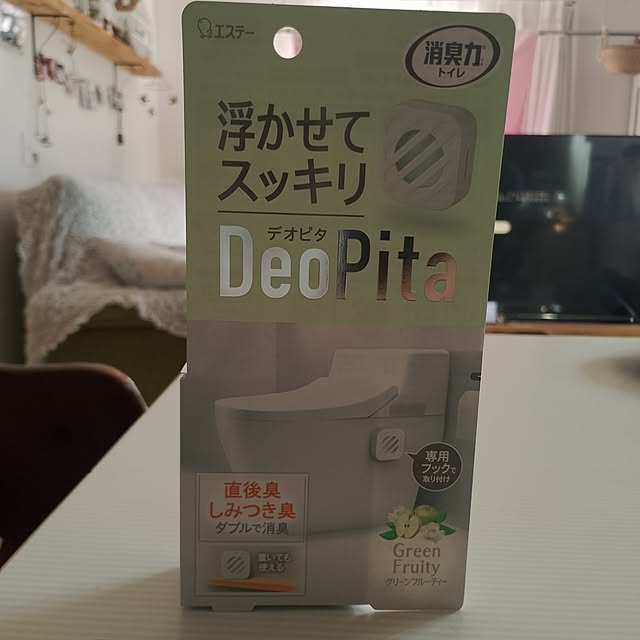 エステー
消臭力
トイレ
浮かせて
スッキリ
デオピタ
DeoPita
専用
フックで
取り付け
直後臭
しみつき臭
ダブルで消臭
置いても
使える
Green
Fruity
グリーンフルーティー